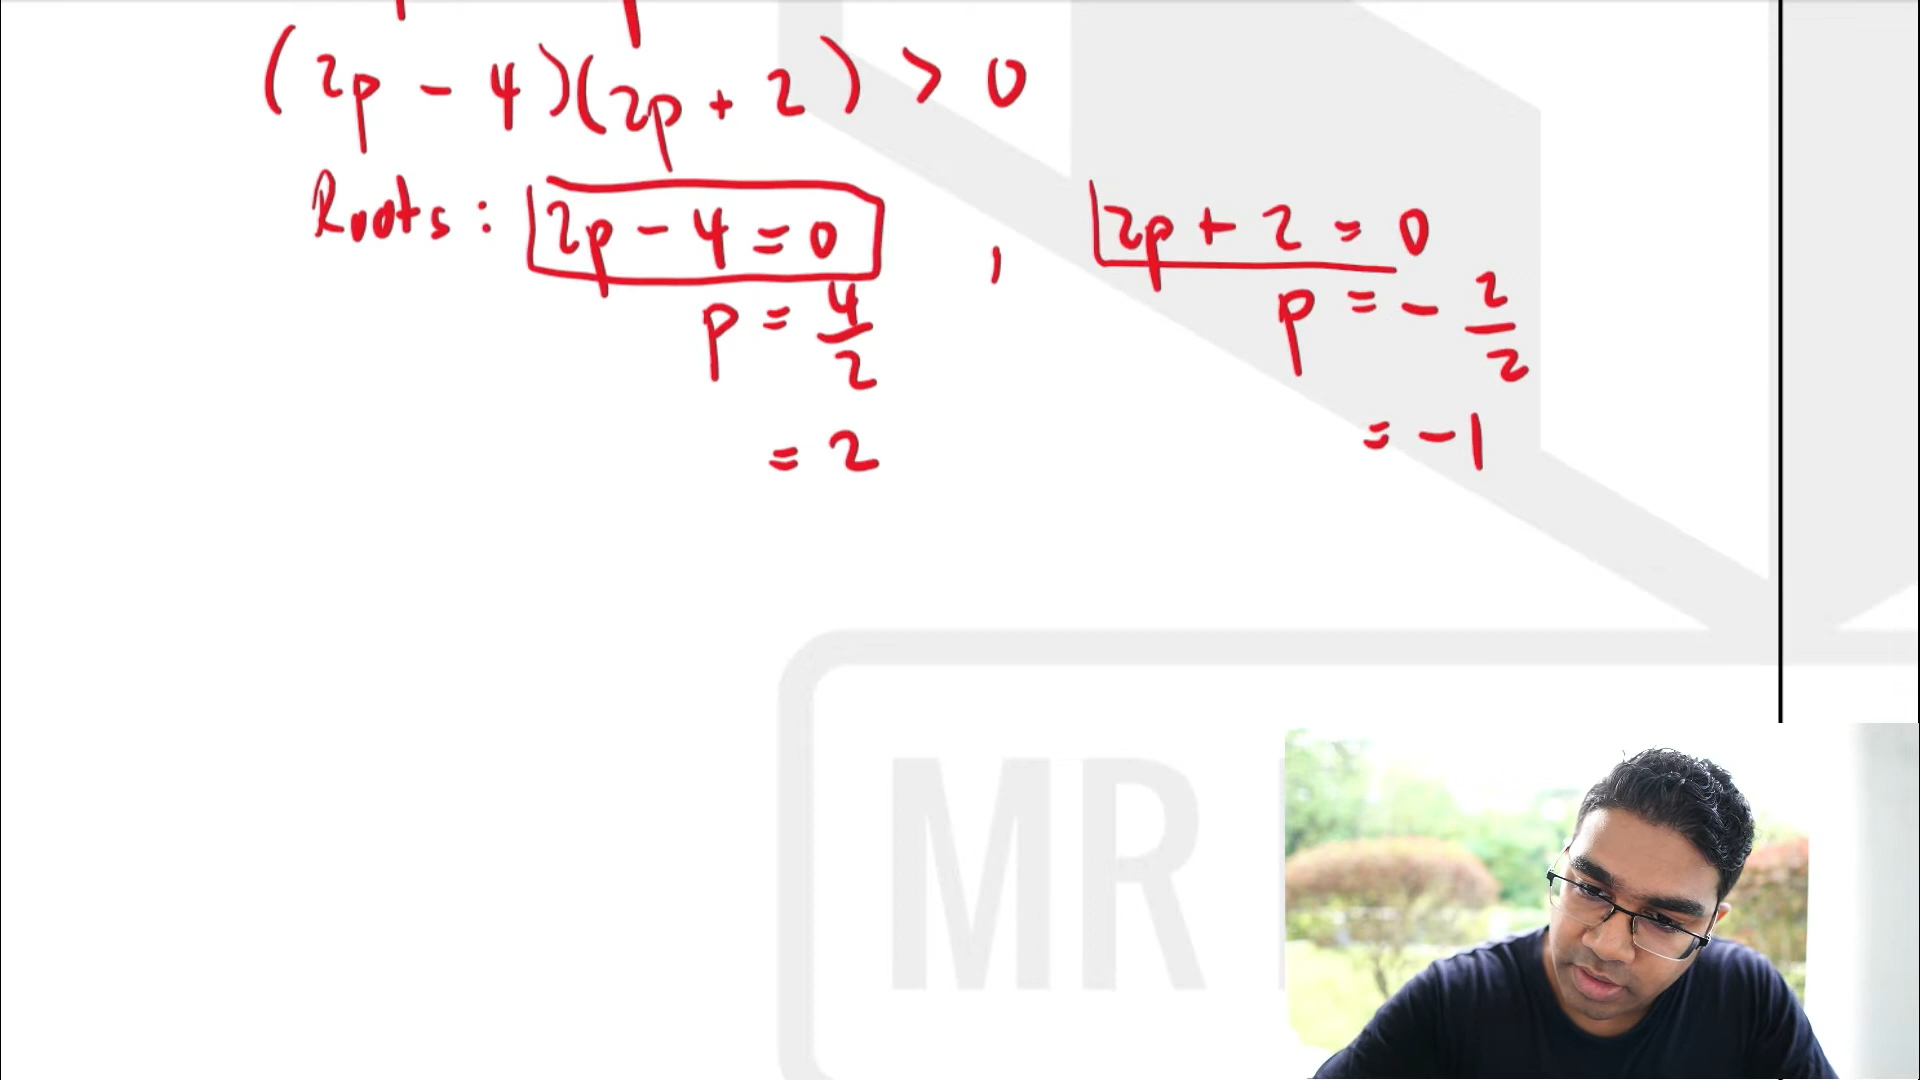 (2p - 4)(2p + 2) > 0
Roots: 2p - 4 = 0 , 2p + 2 = 0
p = 4/2 p = - 2/2
= 2 = -1
MR